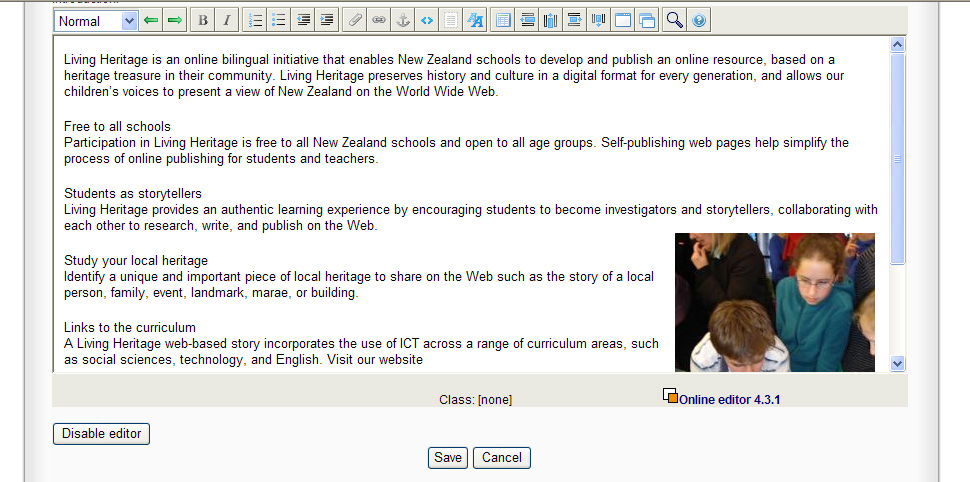 Normal
B I
Living Heritage is an online bilingual initiative that enables New Zealand schools to develop and publish an online resource, based on a
heritage treasure in their community. Living Heritage preserves history and culture in a digital format for every generation, and allows our
children's voices to present a view of New Zealand on the World Wide Web.
Free to all schools
Participation in Living Heritage is free to all New Zealand schools and open to all age groups. Self-publishing web pages help simplify the
process of online publishing for students and teachers.
Students as storytellers
Living Heritage provides an authentic learning experience by encouraging students to become investigators and storytellers, collaborating with
each other to research, write, and publish on the Web.
Study your local heritage
Identify a unique and important piece of local heritage to share on the Web such as the story of a local
person, family, event, landmark, marae, or building.
Links to the curriculum
A Living Heritage web-based story incorporates the use of ICT across a range of curriculum areas, such
as social sciences, technology, and English. Visit our website
Class: [none]
Online editor 4.3.1
Disable editor
Save
Cancel